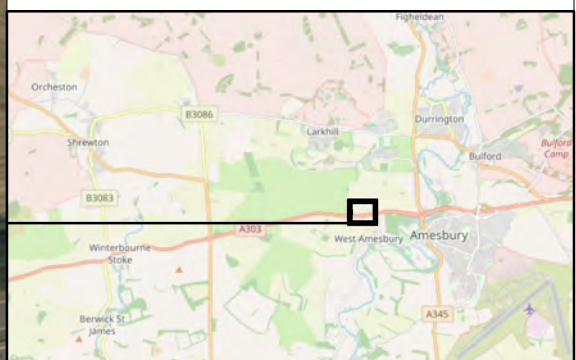 Figheldean
Orcheston
B3086
Durrington
Larkhill
Shrewton
Bulford
Bulford
Camp
B3083
A303
West Amesbury
Amesbury
Winterbourne
Stoke
A345
Berwick St
James